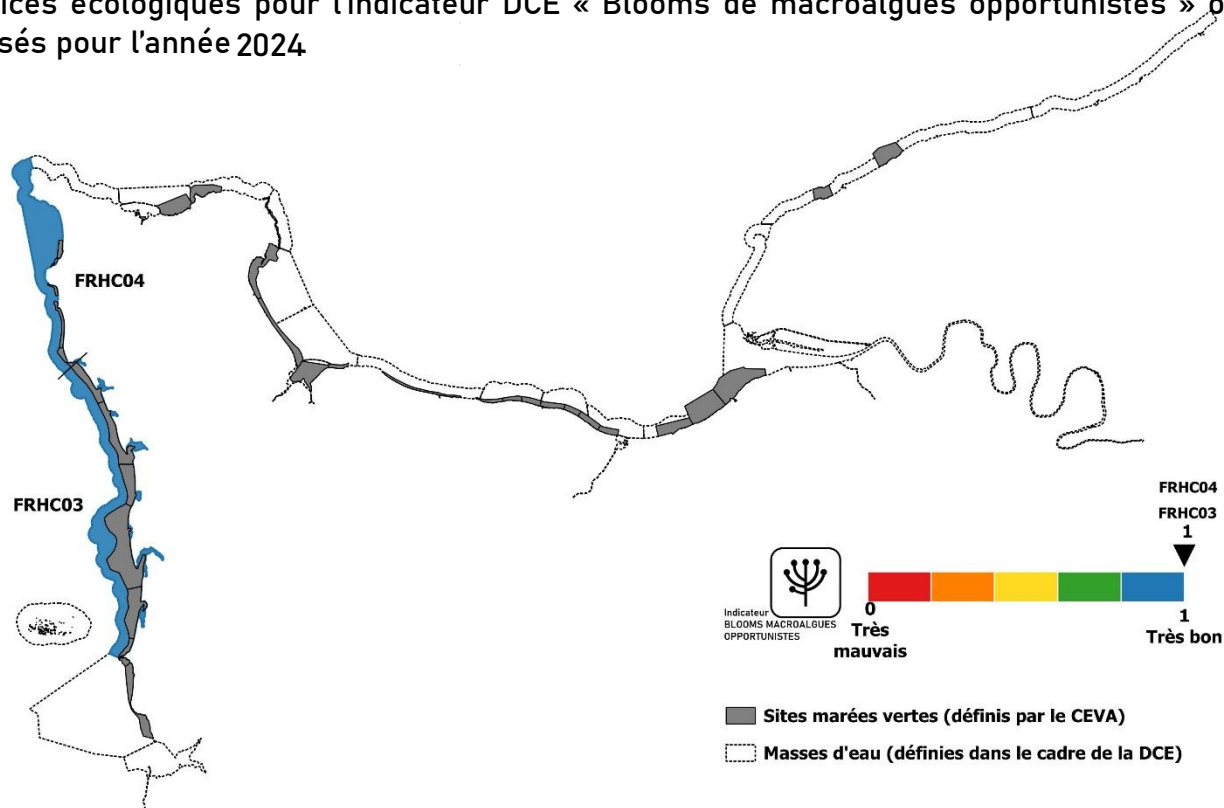 ices écologiques pour l'indicateur DCE « Blooms de macroalgues opportunistes » o
sés pour l'année 2024
FRHC04
FRHC03
FRHC04
FRHC03
1
Indicateur
BLOOMS MACROALGUES
OPPORTUNISTES
0
Très
mauvais
1
Très bon
Sites marées vertes (définis par le CEVA)
Masses d'eau (définies dans le cadre de la DCE)